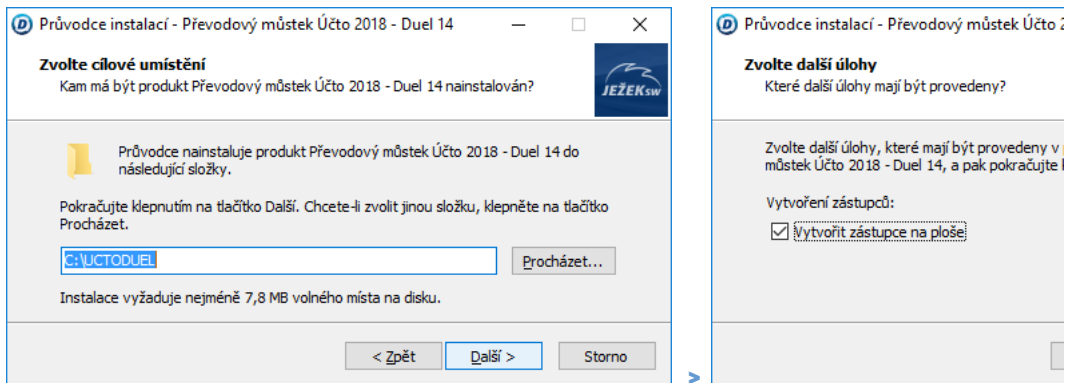 Průvodce instalací - Převodový můstek Účto 2018 - Duel 14
Zvolte cílové umístění
Kam má být produkt Převodový můstek Účto 2018 - Duel 14 nainstalován?
JEŽEKSW
Průvodce nainstaluje produkt Převodový můstek Účto 2018 - Duel 14 do
následující složky.
Pokračujte klepnutím na tlačítko Další. Chcete-li zvolit jinou složku, klepněte na tlačítko
Procházet.
C:\UCTODUEL
Procházet...
Instalace vyžaduje nejméně 7,8 MB volného místa na disku.
< Zpět
Další >
Storno
>
Průvodce instalací - Převodový můstek Účto
Zvolte další úlohy
Které další úlohy mají být provedeny?
Zvolte další úlohy, které mají být provedeny v
můstek Účto 2018 - Duel 14, a pak pokračujte
Vytvoření zástupců:
Vytvořit zástupce na ploše